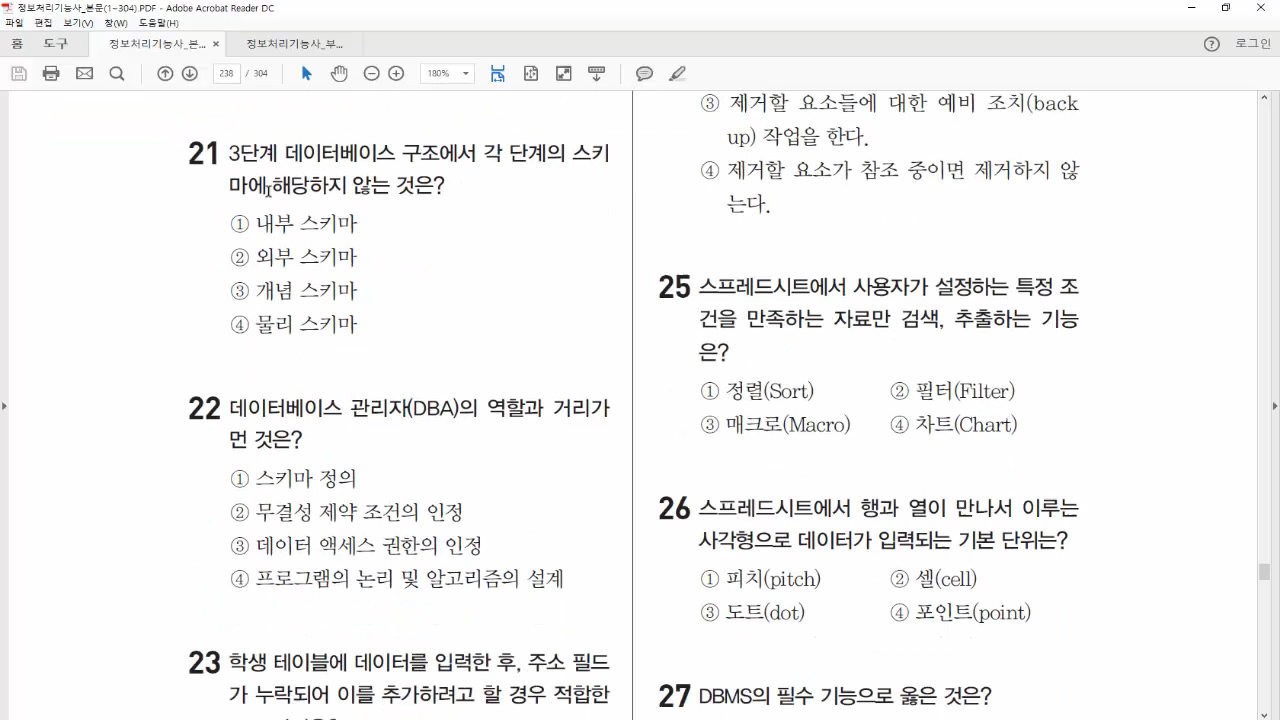 정보처리기능사_본문(1~304).PDF - Adobe Acrobat Reader DC
파일 편집 보기(V) 창(W) 도움말(H)
홈 도구 정보처리기능사_본... × 정보처리기능사_부... 로그인
238 / 304 180%
21 3단계 데이터베이스 구조에서 각 단계의 스키
마에 해당하지 않는 것은?
① 내부 스키마
② 외부 스키마
③ 개념 스키마
④ 물리 스키마
22 데이터베이스 관리자(DBA)의 역할과 거리가
먼 것은?
① 스키마 정의
② 무결성 제약 조건의 인정
③ 데이터 액세스 권한의 인정
④ 프로그램의 논리 및 알고리즘의 설계
23 학생 테이블에 데이터를 입력한 후, 주소 필드
가 누락되어 이를 추가하려고 할 경우 적합한
③ 제거할 요소들에 대한 예비 조치(back
up) 작업을 한다.
④ 제거할 요소가 참조 중이면 제거하지 않
는다.
25 스프레드시트에서 사용자가 설정하는 특정 조
건을 만족하는 자료만 검색, 추출하는 기능
은?
① 정렬(Sort) ② 필터(Filter)
③ 매크로(Macro) ④ 차트(Chart)
26 스프레드시트에서 행과 열이 만나서 이루는
사각형으로 데이터가 입력되는 기본 단위는?
① 피치(pitch) ② 셀(cell)
③ 도트(dot) ④ 포인트(point)
27 DBMS의 필수 기능으로 옳은 것은?